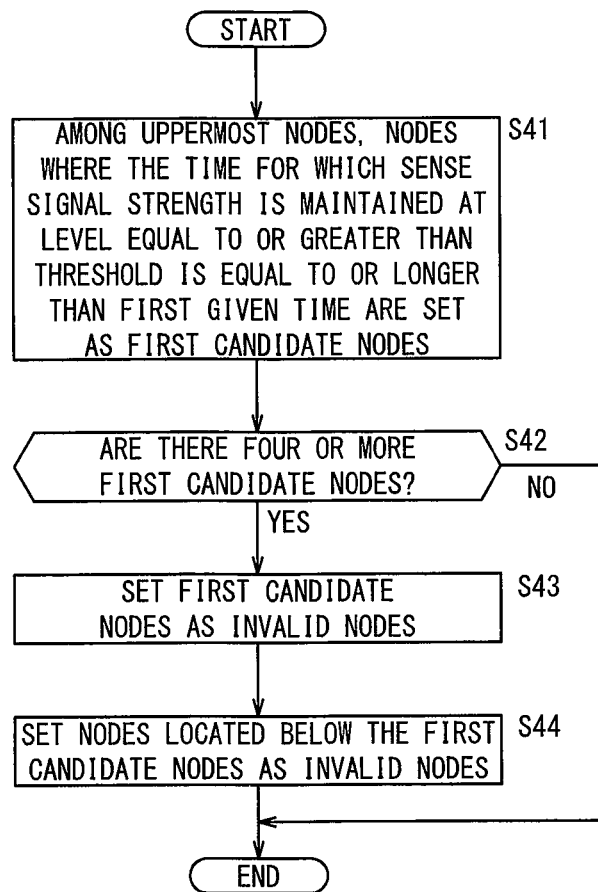 START
AMONG UPPERMOST NODES, NODES
WHERE THE TIME FOR WHICH SENSE
SIGNAL STRENGTH IS MAINTAINED AT
LEVEL EQUAL TO OR GREATER THAN
THRESHOLD IS EQUAL TO OR LONGER
THAN FIRST GIVEN TIME ARE SET
AS FIRST CANDIDATE NODES
S41
ARE THERE FOUR OR MORE
FIRST CANDIDATE NODES?
S42
NO
YES
SET FIRST CANDIDATE
NODES AS INVALID NODES
S43
SET NODES LOCATED BELOW THE FIRST
CANDIDATE NODES AS INVALID NODES
S44
END